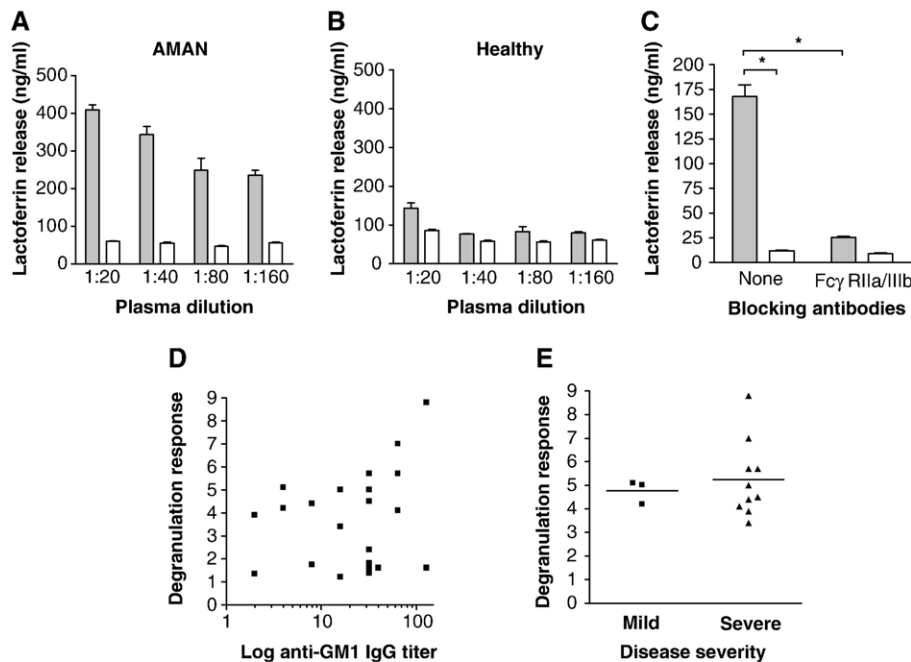 A
AMAN
Lactoferrin release (ng/ml)
500
400
300
200
100
0
1:20 1:40 1:80 1:160
Plasma dilution
B
Healthy
Lactoferrin release (ng/ml)
400
300
200
100
0
1:20 1:40 1:80 1::160
Plasma dilution
C
Lactoferrin release (ng/ml)
200
175
150
125
100
75
50
25
0
*
*
None Fcγ RIIa/IIIb
Blocking antibodies
D
Degranulation response
9
8
7
6
5
4
3
2
1
0
1 10 100
Log anti-GM1 IgG titer
E
Degranulation response
9
8
7
6
5
4
3
2
1
0
Mild Severe
Disease severity